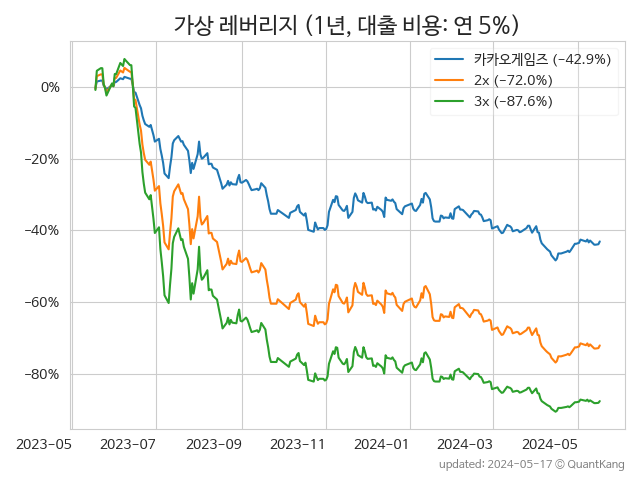 가상 레버리지 (1년, 대출 비용: 연 5%)
카카오게임즈 (−42.9%)
2x (−72.0%)
3x (−87.6%)
0%
−20%
−40%
−60%
−80%
2023−05 2023−07 2023−09 2023−11 2024−01 2024−03 2024−05
updated: 2024−05−17 © QuantKang